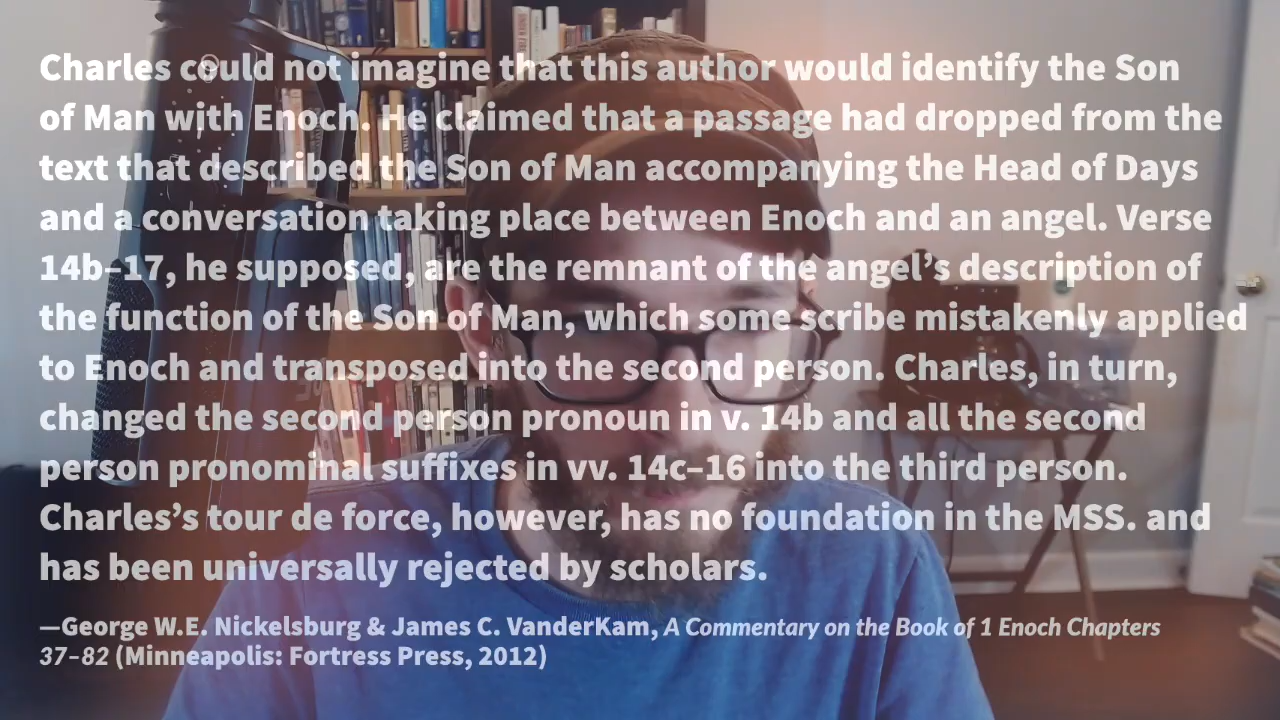 Charles could not imagine that this author would identify the Son
of Man with Enoch. He claimed that a passage had dropped from the
text that described the Son of Man accompanying the Head of Days
and a conversation taking place between Enoch and an angel. Verse
14b–17, he supposed, are the remnant of the angel’s description of
the function of the Son of Man, which some scribe mistakenly applied
to Enoch and transposed into the second person. Charles, in turn,
changed the second person pronoun in v. 14b and all the second
person pronominal suffixes in vv. 14c–16 into the third person.
Charles’s tour de force, however, has no foundation in the MSS. and
has been universally rejected by scholars.
—George W.E. Nickelsburg & James C. VanderKam, A Commentary on the Book of 1 Enoch Chapters
37–82 (Minneapolis: Fortress Press, 2012)